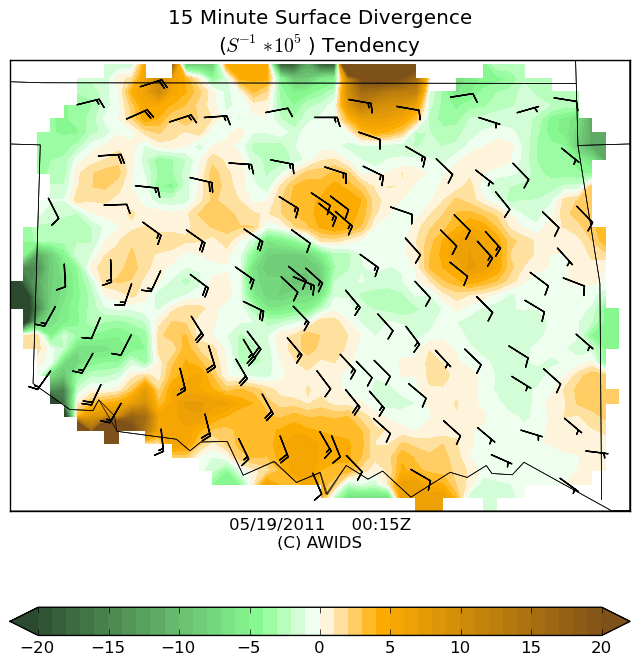 15 Minute Surface Divergence
(S⁻¹ *10⁵ ) Tendency
05/19/2011 00:15Z
(C) AWIDS
−20 −15 −10 −5 0 5 10 15 20